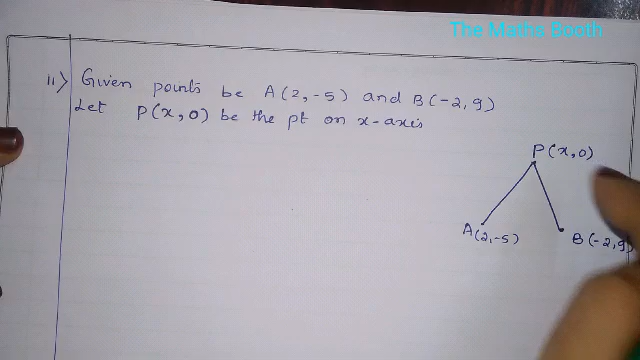 The Maths Booth
11) Given points be A(2,-5) and B(-2,9)
Let P(x,0) be the pt on x-axis
P(x,0)
A(2,-5)
B(-2,9)